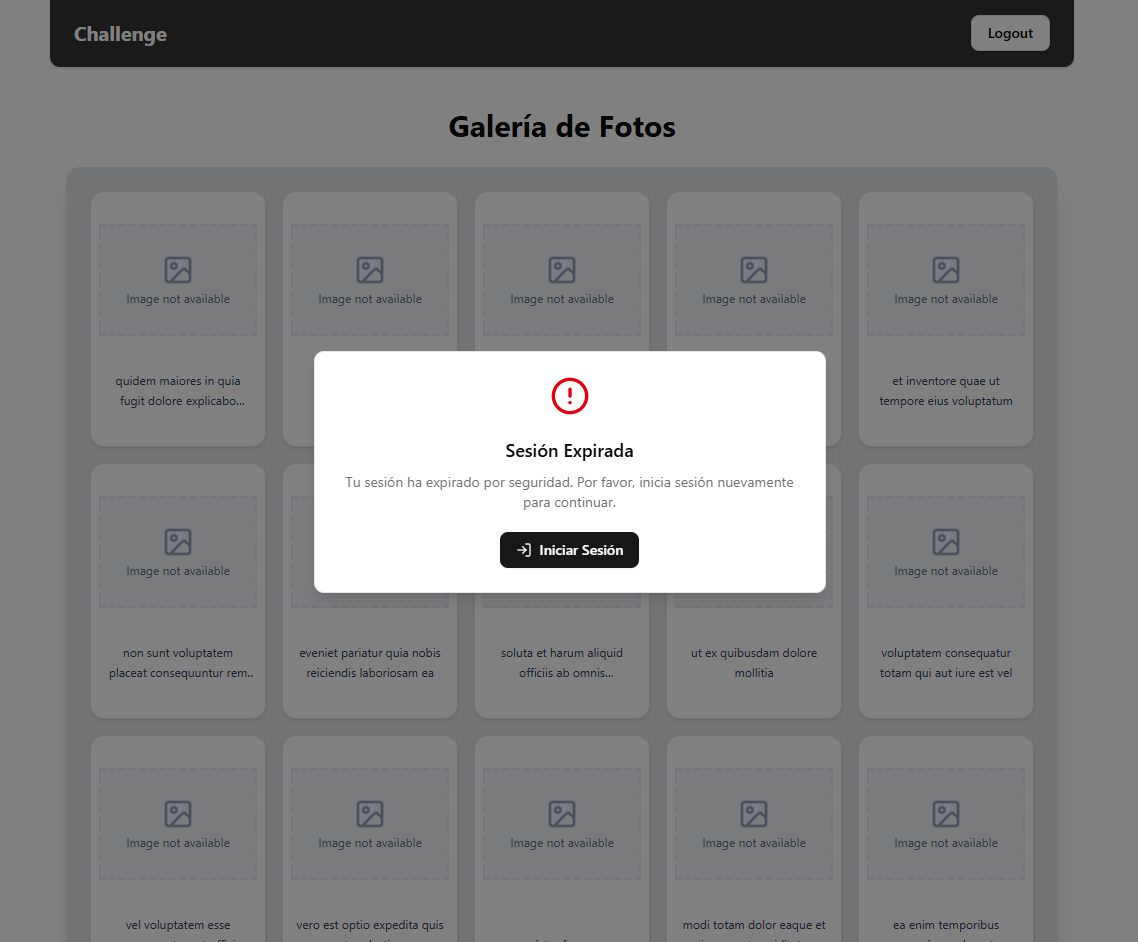 Challenge
Logout
Galería de Fotos
Image not available
Image not available
Image not available
Image not available
Image not available
quidem maiores in quia
fugit dolore explicabo...
et inventore quae ut
tempore eius voluptatum
Sesión Expirada
Tu sesión ha expirado por seguridad. Por favor, inicia sesión nuevamente
para continuar.
Iniciar Sesión
Image not available
Image not available
non sunt voluptatem
placeat consequuntur rem..
eveniet pariatur quia nobis
reiciendis laboriosam ea
soluta et harum aliquid
officiis ab omnis...
ut ex quibusdam dolore
mollitia
voluptatem consequatur
totam qui aut iure est vel
Image not available
Image not available
Image not available
Image not available
Image not available
vel voluptatem esse
vero est optio expedita quis
modi totam dolor eaque et
ea enim temporibus